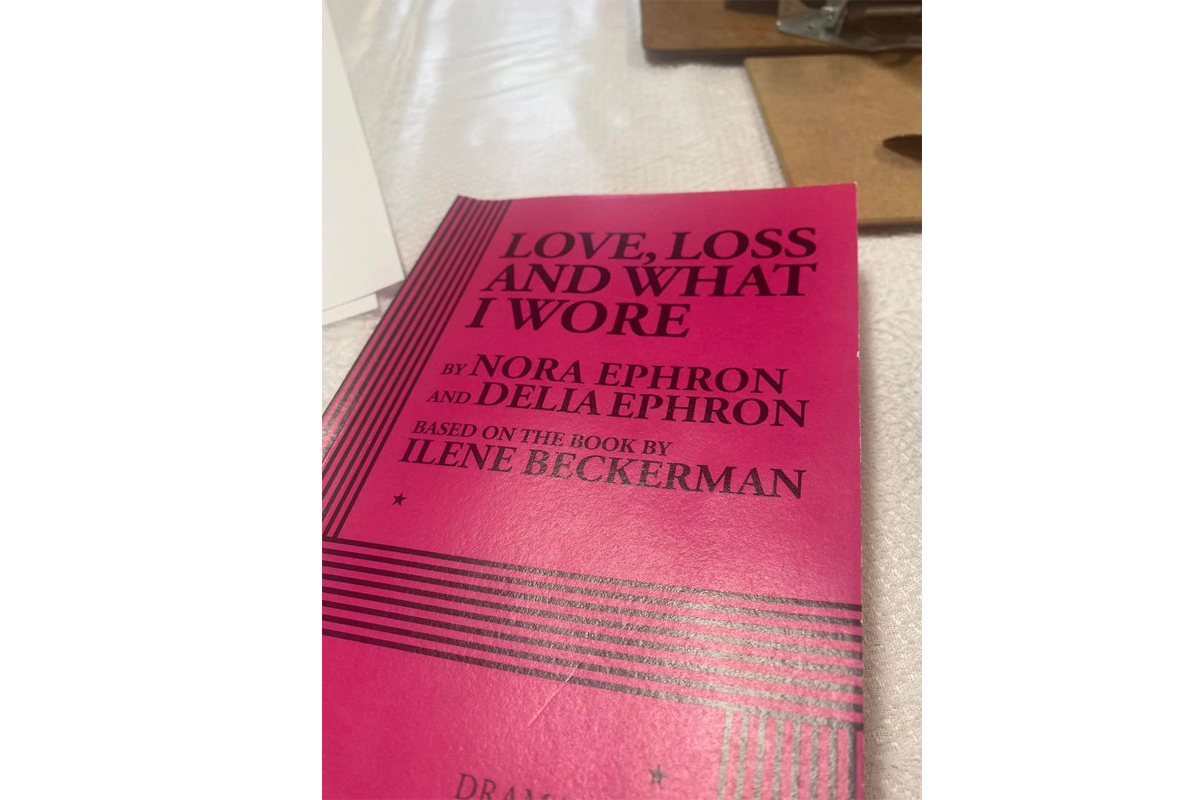 LOVE, LOSS
AND WHAT
I WORE
BY NORA EPHRON
AND DELIA EPHRON
BASED ON THE BOOK BY
ILENE BECKERMAN